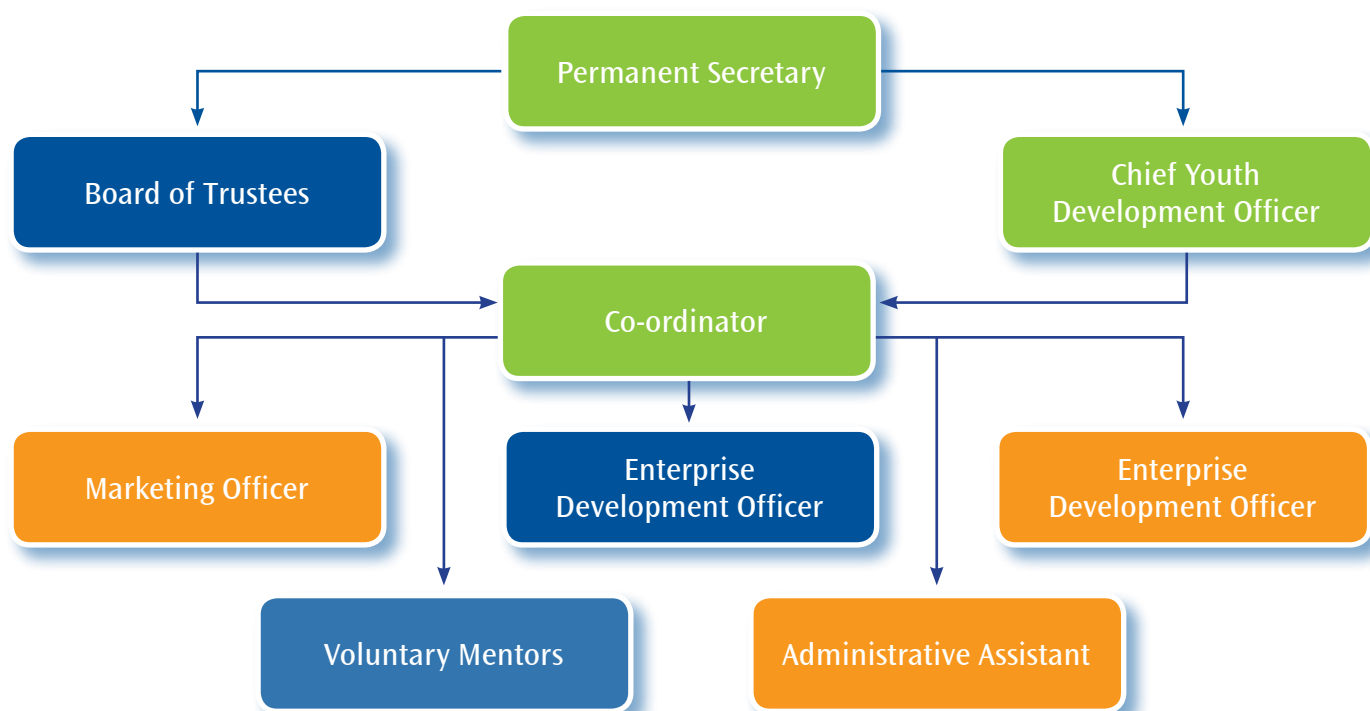 Permanent Secretary
Board of Trustees
Chief Youth
Development Officer
Co-ordinator
Marketing Officer
Enterprise
Development Officer
Enterprise
Development Officer
Voluntary Mentors
Administrative Assistant